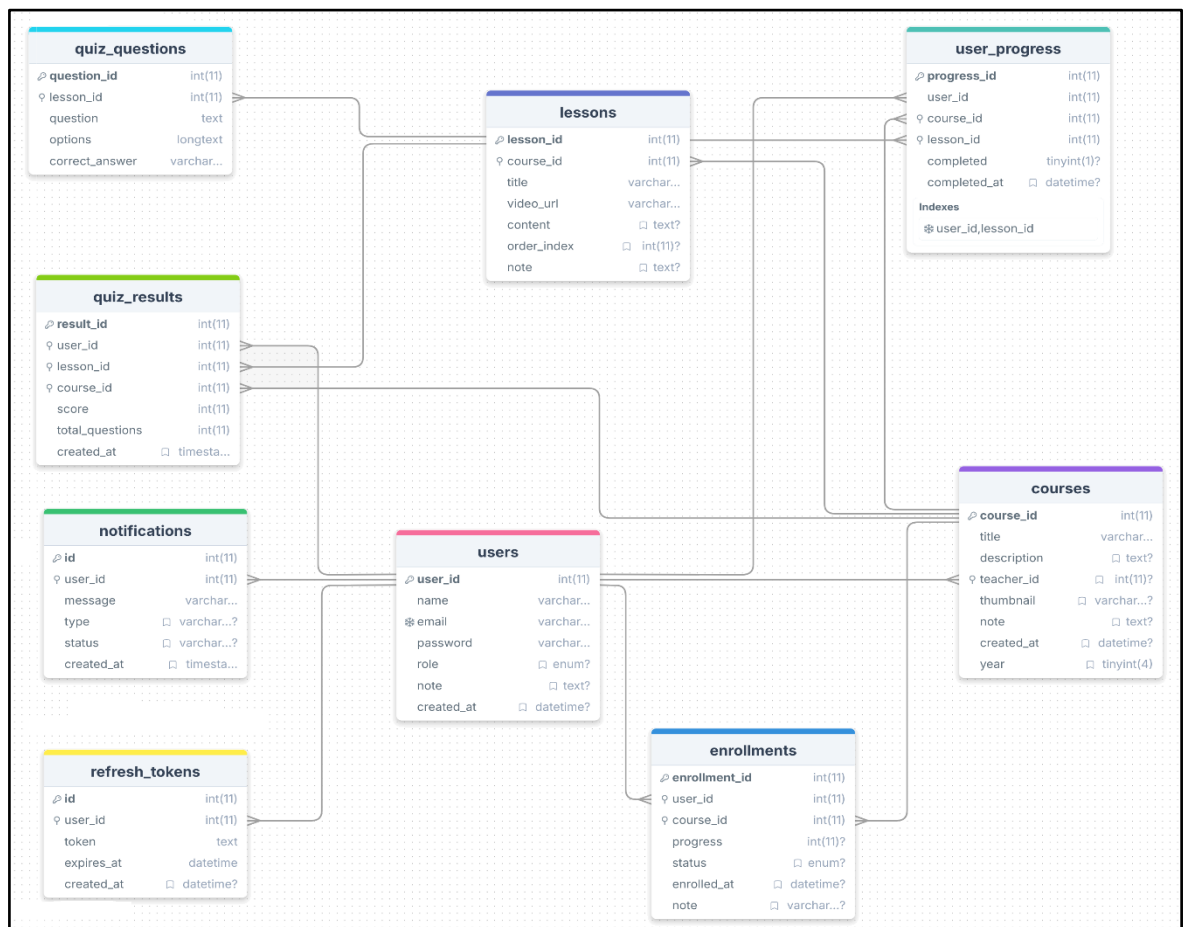 quiz_questions
question_id int(11)
lesson_id int(11)
question text
options longtext
correct_answer varchar...
lessons
lesson_id int(11)
course_id int(11)
title varchar...
video_url varchar...
content text?
order_index int(11)?
note text?
user_progress
progress_id int(11)
user_id int(11)
course_id int(11)
lesson_id int(11)
completed tinyint(1)?
completed_at datetime?
Indexes
user_id,lesson_id
quiz_results
result_id int(11)
user_id int(11)
lesson_id int(11)
course_id int(11)
score int(11)
total_questions int(11)
created_at timesta...
notifications
id int(11)
user_id int(11)
message varchar...
type varchar...?
status varchar...?
created_at timesta...
users
user_id int(11)
name varchar...
email varchar...
password varchar...
role enum?
note text?
created_at datetime?
courses
course_id int(11)
title varchar...
description text?
teacher_id int(11)?
thumbnail varchar...?
note text?
created_at datetime?
year tinyint(4)
refresh_tokens
id int(11)
user_id int(11)
token text
expires_at datetime
created_at datetime?
enrollments
enrollment_id int(11)
user_id int(11)
course_id int(11)
progress int(11)?
status enum?
enrolled_at datetime?
note varchar...?